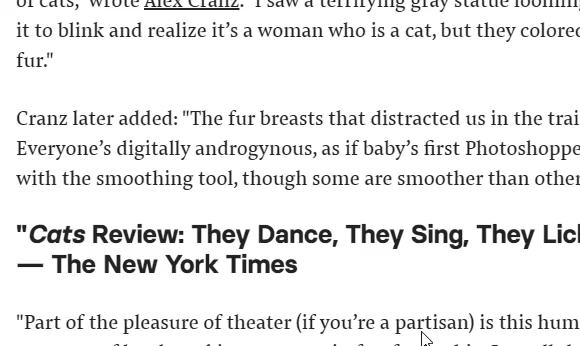 of cats," wrote Alex Cranz. "I saw a terrifying gray statue looming
it to blink and realize it’s a woman who is a cat, but they colored
fur."
Cranz later added: "The fur breasts that distracted us in the trai
Everyone’s digitally androgynous, as if baby’s first Photoshoppe
with the smoothing tool, though some are smoother than other
"Cats Review: They Dance, They Sing, They Lick
— The New York Times
"Part of the pleasure of theater (if you’re a partisan) is this hum